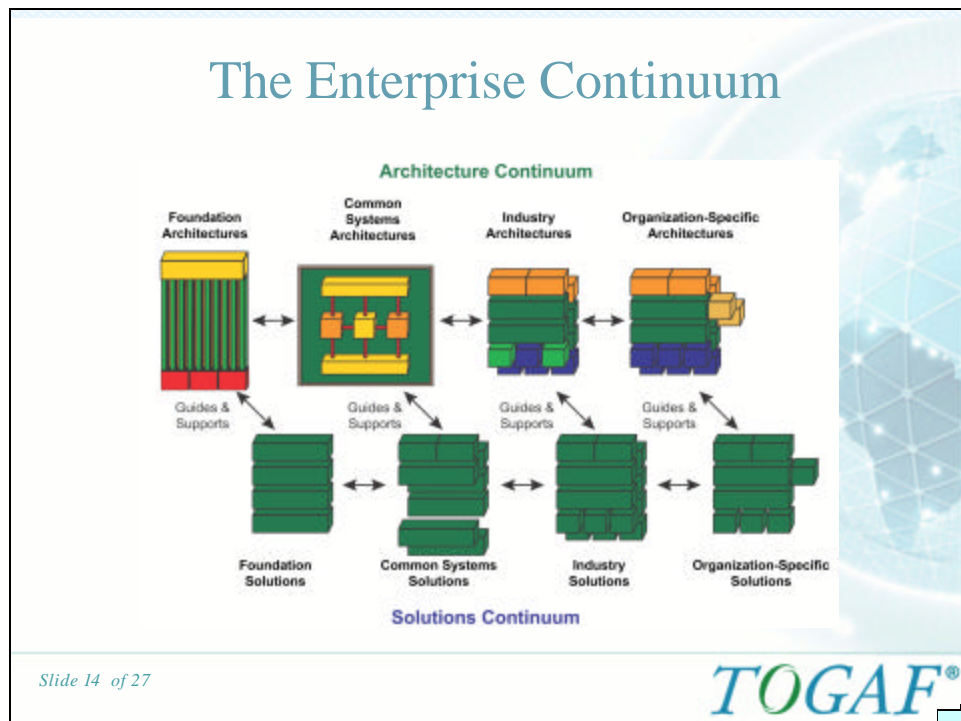 The Enterprise Continuum
Architecture Continuum
Foundation
Architectures
Common
Systems
Architectures
Industry
Architectures
Organization-Specific
Architectures
Guides &
Supports
Guides &
Supports
Guides &
Supports
Guides &
Supports
Foundation
Solutions
Common Systems
Solutions
Industry
Solutions
Organization-Specific
Solutions
Solutions Continuum
Slide 14 of 27
TOGAF®